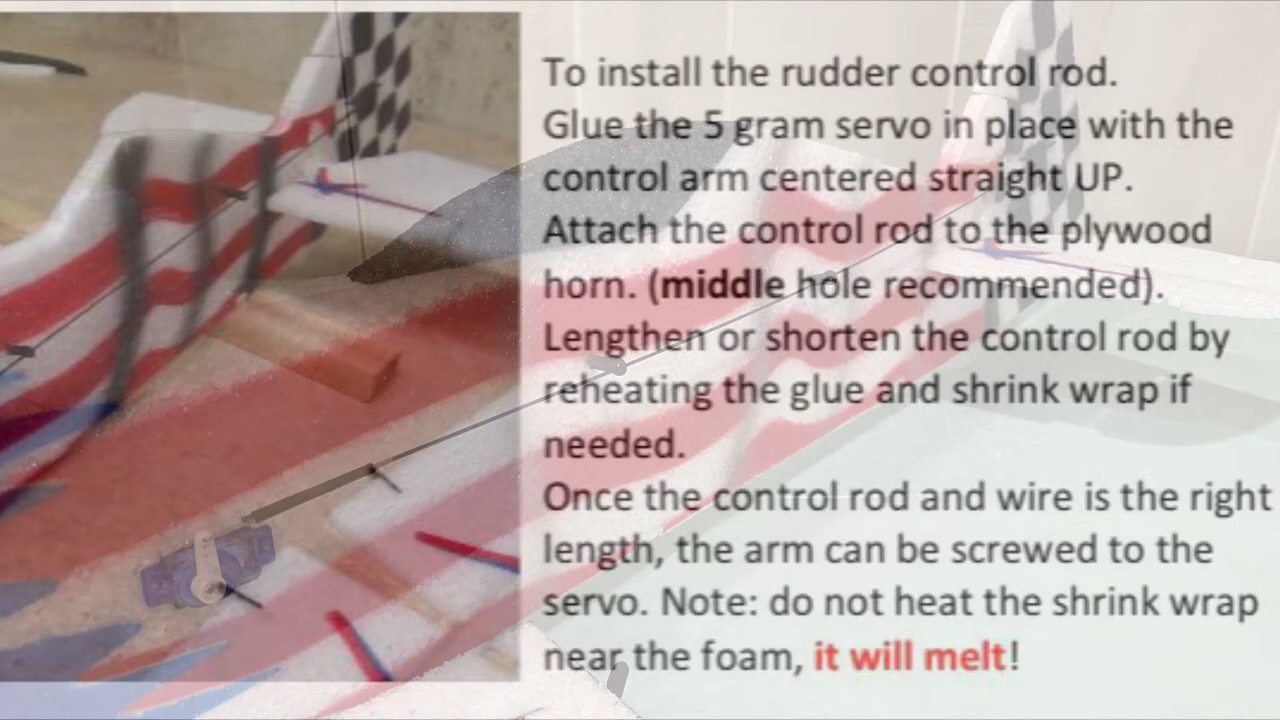 To install the rudder control rod.
Glue the 5 gram servo in place with the
control arm centered straight UP.
Attach the control rod to the plywood
horn. (middle hole recommended).
Lengthen or shorten the control rod by
reheating the glue and shrink wrap if
needed.
Once the control rod and wire is the right
length, the arm can be screwed to the
servo. Note: do not heat the shrink wrap
near the foam, it will melt!